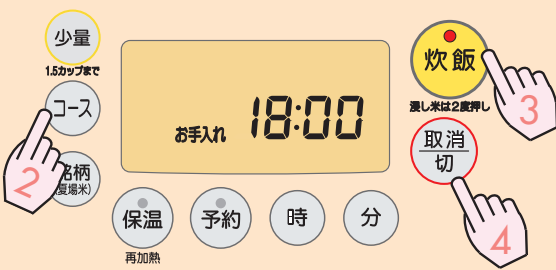 少量
1.5カップまで
コース
銘柄
(夏場米)
お手入れ 18:00
炊飯
浸し米は2度押し
取消
切
保温
再加熱
予約
時
分
2
3
4